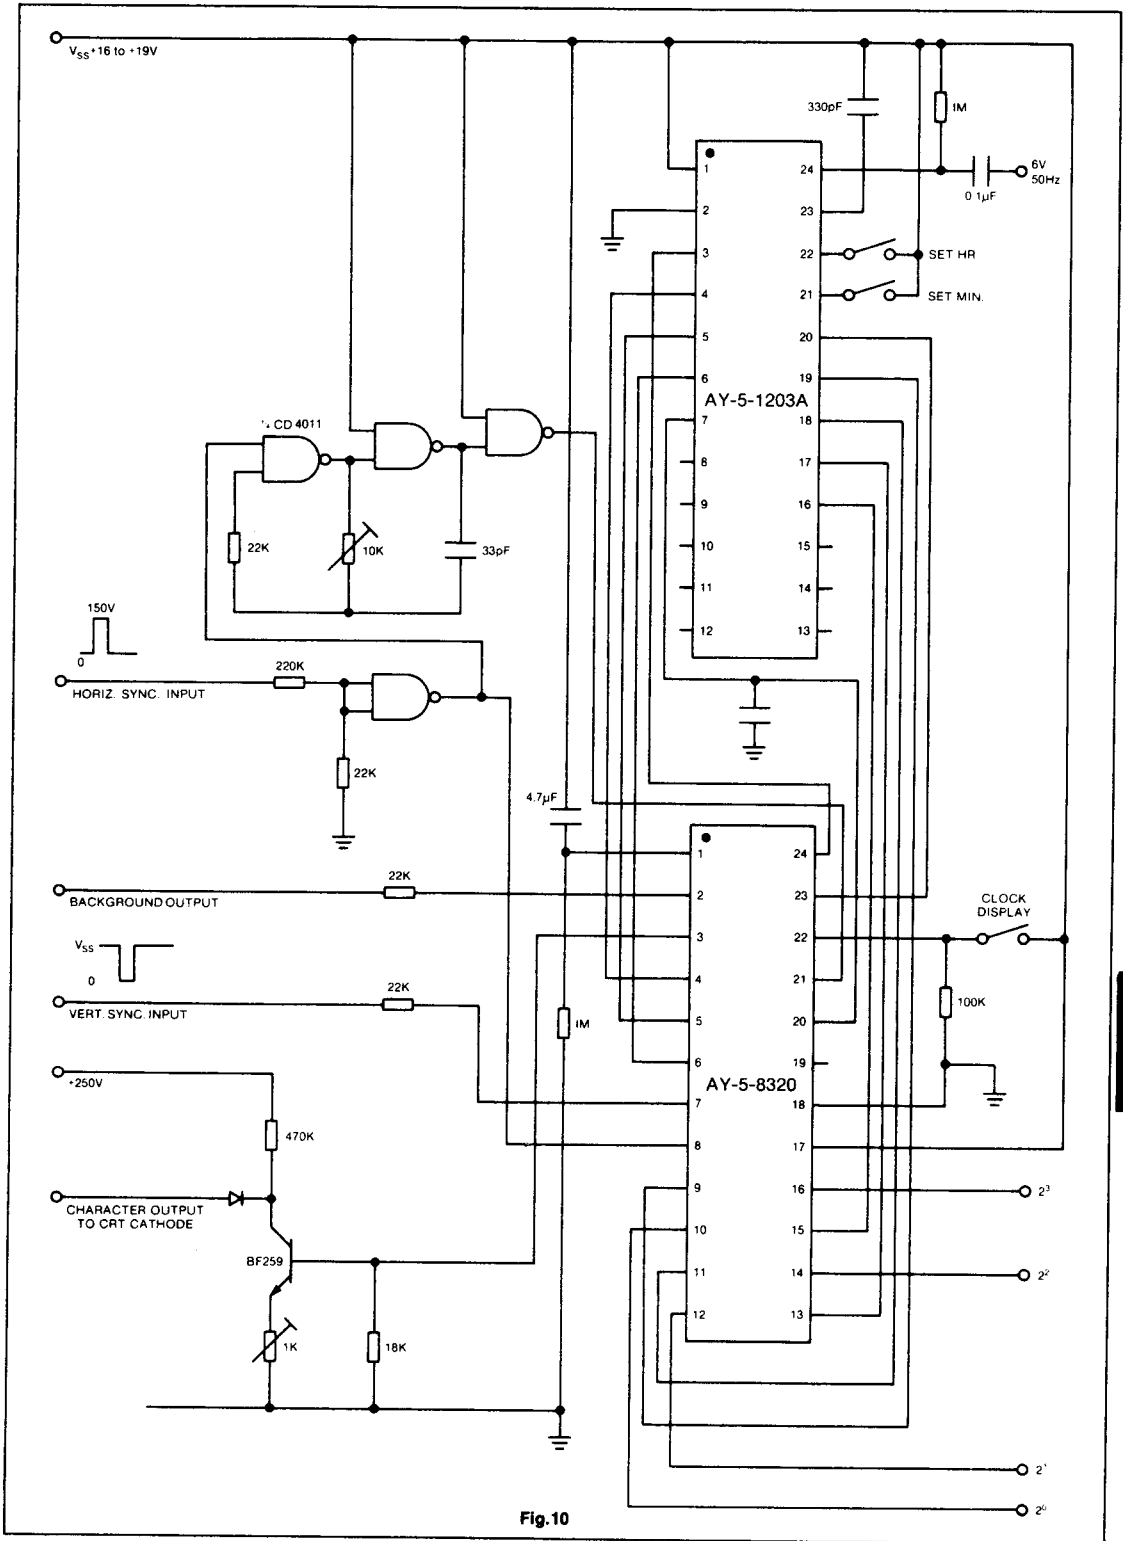 VSS+16 to +19V
330pF
1M
6V
50Hz
0.1µF
1
24
2
23
3
22
SET HR
4
21
SET MIN.
5
20
6
19
AY-5-1203A
7
18
8
17
9
16
10
15
11
14
12
13
CD 4011
22K
10K
33pF
150V
0
HORIZ. SYNC. INPUT
220K
22K
4.7µF
1
24
22K
BACKGROUND OUTPUT
2
23
CLOCK
DISPLAY
3
22
VSS
0
4
21
22K
VERT. SYNC. INPUT
1M
5
20
100K
6
19
+250V
AY-5-8320
7
18
470K
8
17
9
16
2³
CHARACTER OUTPUT
TO CRT CATHODE
10
15
BF259
11
14
2²
12
13
1K
18K
2¹
2⁰
Fig.10